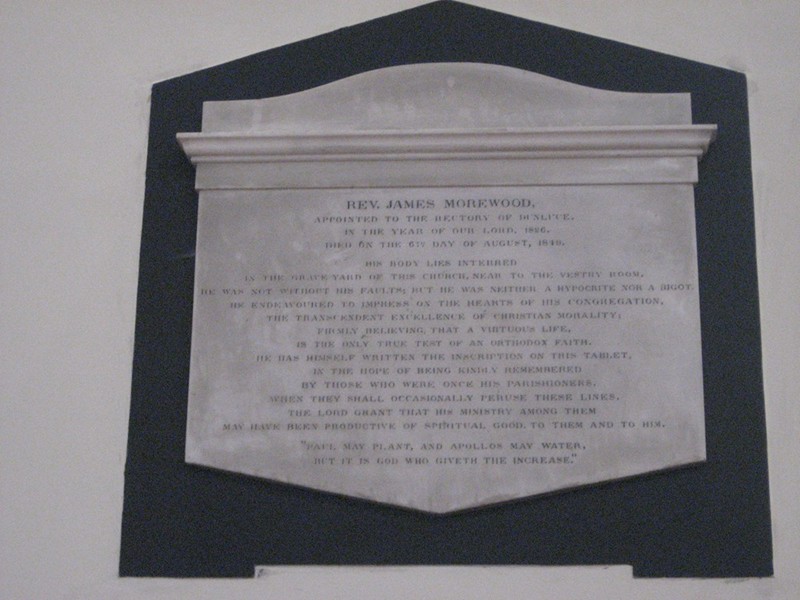 REV. JAMES MOREWOOD,
APPOINTED TO THE RECTORY OF DUNLUCE,
IN THE YEAR OF OUR LORD, 1826.
DIED ON THE 6TH DAY OF AUGUST, 1849.
HIS BODY LIES INTERRED
IN THE GRAVE-YARD OF THIS CHURCH, NEAR TO THE VESTRY ROOM,
HE WAS NOT WITHOUT HIS FAULTS; BUT HE WAS NEITHER A HYPOCRITE NOR A BIGOT.
HE ENDEAVOURED TO IMPRESS ON THE HEARTS OF HIS CONGREGATION,
THE TRANSCENDENT EXCELLENCE OF CHRISTIAN MORALITY;
FIRMLY BELIEVING, THAT A VIRTUOUS LIFE,
IS THE ONLY TRUE TEST OF AN ORTHODOX FAITH.
HE HAS HIMSELF WRITTEN THE INSCRIPTION ON THIS TABLET,
IN THE HOPE OF BEING KINDLY REMEMBERED
BY THOSE WHO WERE ONCE HIS PARISHIONERS,
WHEN THEY SHALL OCCASIONALLY PERUSE THESE LINES.
THE LORD GRANT THAT HIS MINISTRY AMONG THEM
MAY HAVE BEEN PRODUCTIVE OF SPIRITUAL GOOD, TO THEM AND TO HIM.
"PAUL MAY PLANT, AND APOLLOS MAY WATER,
BUT IT IS GOD WHO GIVETH THE INCREASE."